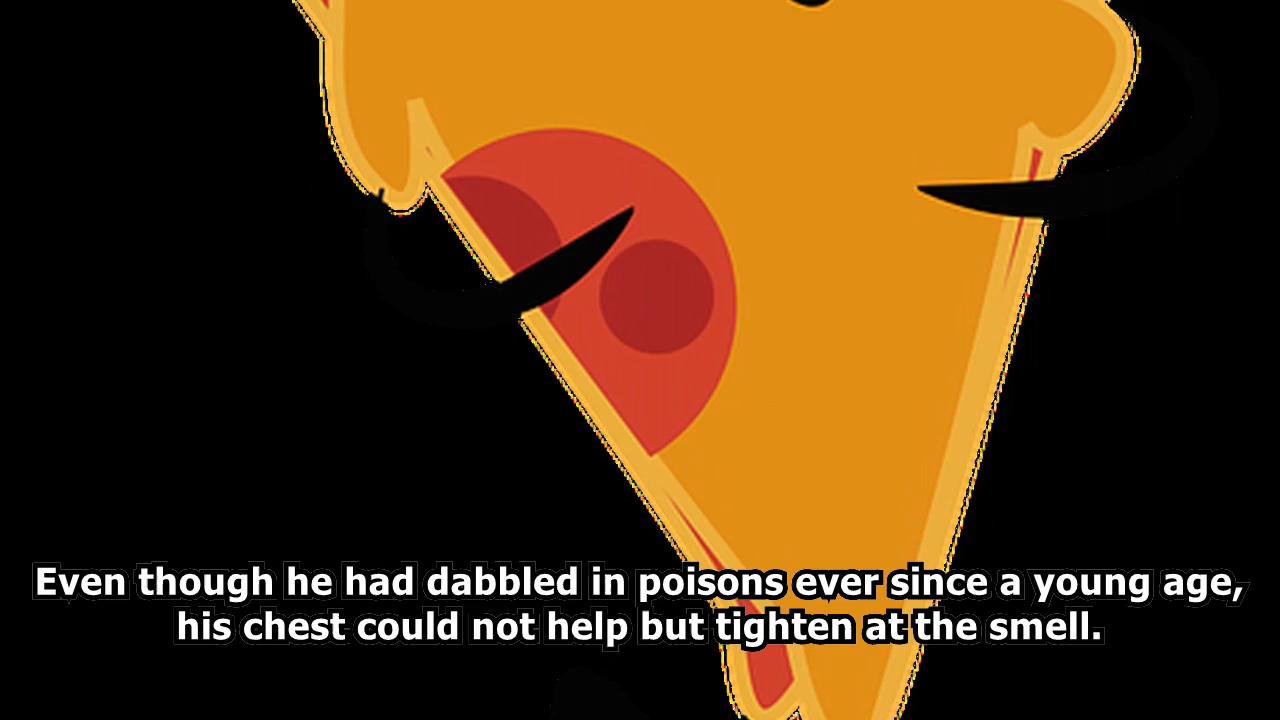 Even though he had dabbled in poisons ever since a young age,
his chest could not help but tighten at the smell.